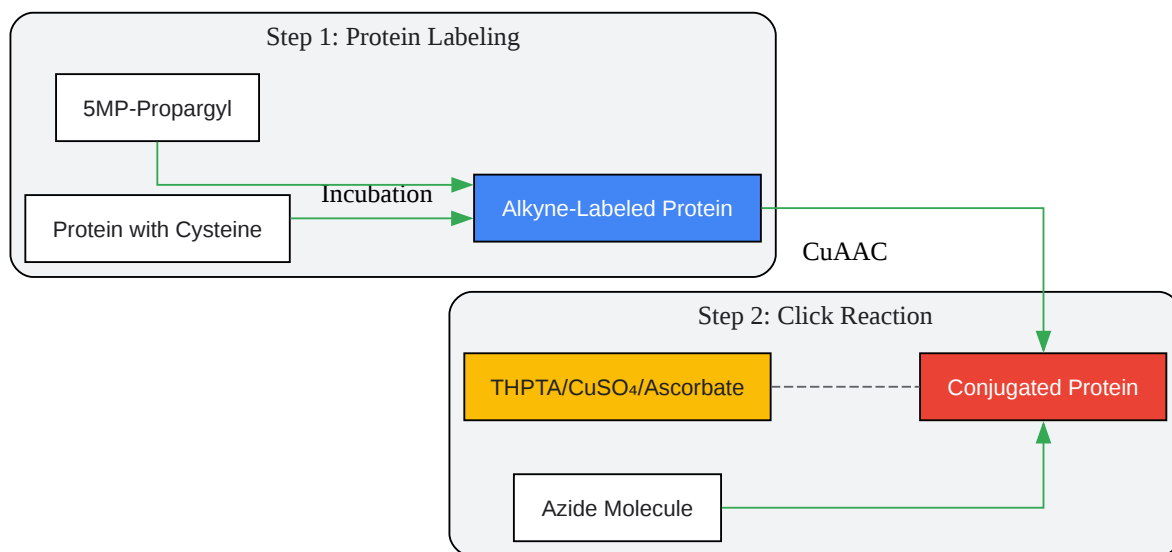 Step 1: Protein Labeling
5MP-Propargyl
Incubation
Protein with Cysteine
Alkyne-Labeled Protein
CuAAC
Step 2: Click Reaction
THPTA/CuSO₄/Ascorbate
Conjugated Protein
Azide Molecule